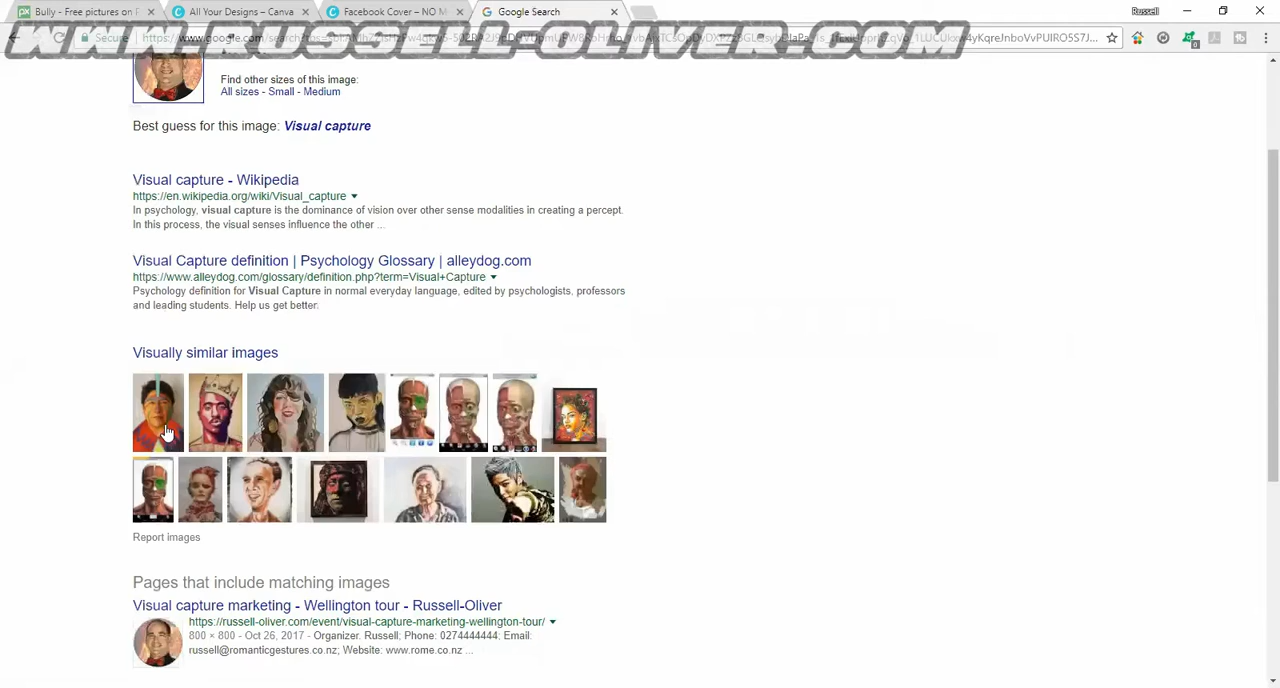 Bully - Free pictures on P
All Your Designs – Canva
Facebook Cover – NO M
Google Search
Russell
WWW.RUSSELL-OLIVER.COM
Secure
Find other sizes of this image:
All sizes - Small - Medium
Best guess for this image: Visual capture
Visual capture - Wikipedia
https://en.wikipedia.org/wiki/Visual_capture
In psychology, visual capture is the dominance of vision over other sense modalities in creating a percept.
In this process, the visual senses influence the other ...
Visual Capture definition | Psychology Glossary | alleydog.com
https://www.alleydog.com/glossary/definition.php?term=Visual+Capture
Psychology definition for Visual Capture in normal everyday language, edited by psychologists, professors
and leading students. Help us get better.
Visually similar images
Report images
Pages that include matching images
Visual capture marketing - Wellington tour - Russell-Oliver
https://russell-oliver.com/event/visual-capture-marketing-wellington-tour/
800 × 800 - Oct 26, 2017 - Organizer. Russell; Phone: 0274444444; Email:
russell@romanticgestures.co.nz; Website: www.rome.co.nz ...